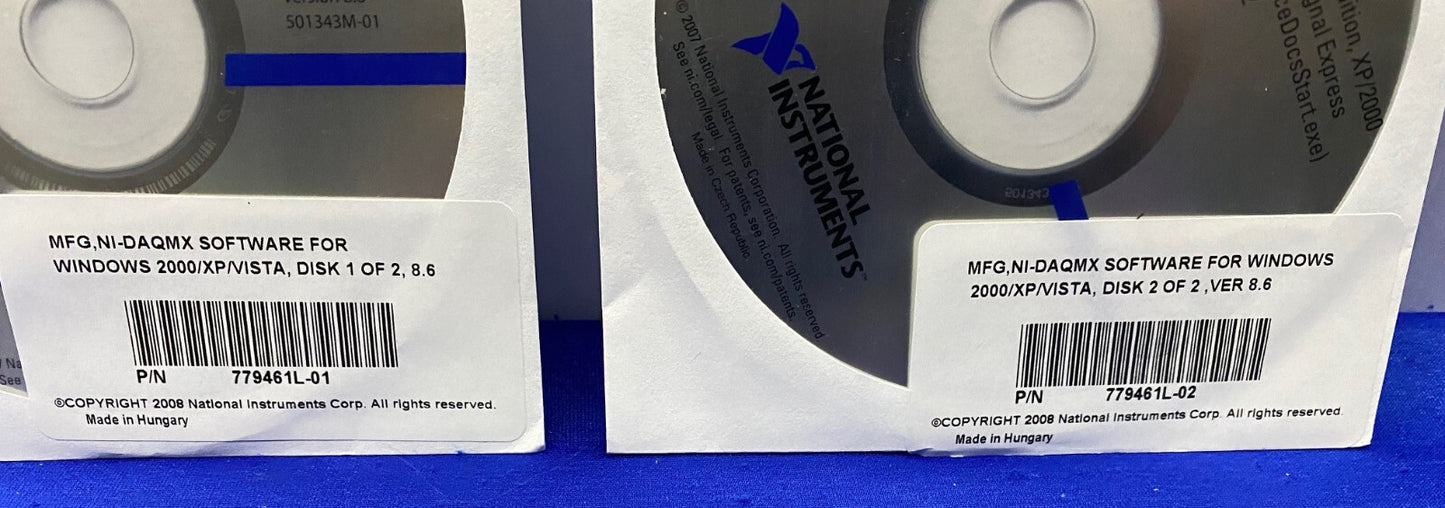 501343M-01
MFG,NI-DAQMX SOFTWARE FOR
WINDOWS 2000/XP/VISTA, DISK 1 OF 2, 8.6
P/N 779461L-01
©COPYRIGHT 2008 National Instruments Corp. All rights reserved.
Made in Hungary
See
© 2007 National Instruments Corporation. All rights reserved
See ni.com/legal. For patents, see ni.com/patents.
Made in Czech Republic.
NATIONAL
INSTRUMENTS™
XP/2000
Express
501343
MFG,NI-DAQMX SOFTWARE FOR WINDOWS
2000/XP/VISTA, DISK 2 OF 2 ,VER 8.6
P/N 779461L-02
©COPYRIGHT 2008 National Instruments Corp. All rights reserved.
Made in Hungary